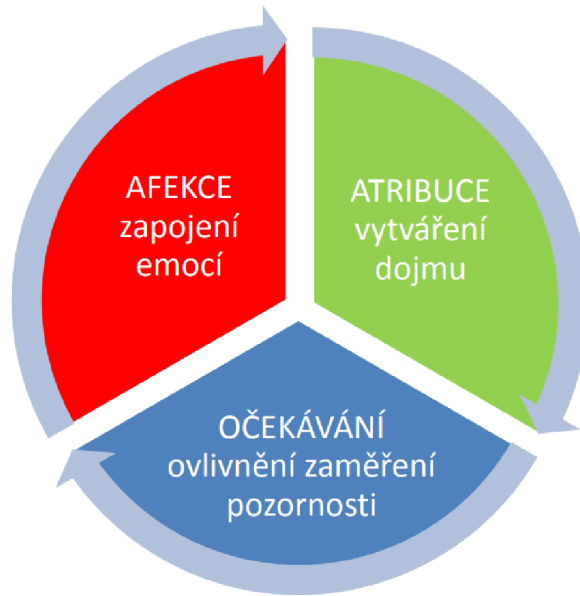 AFEKCE
zapojení
emocí
ATRIBUCE
vytváření
dojmu
OČEKÁVÁNÍ
ovlivnění zaměření
pozornosti